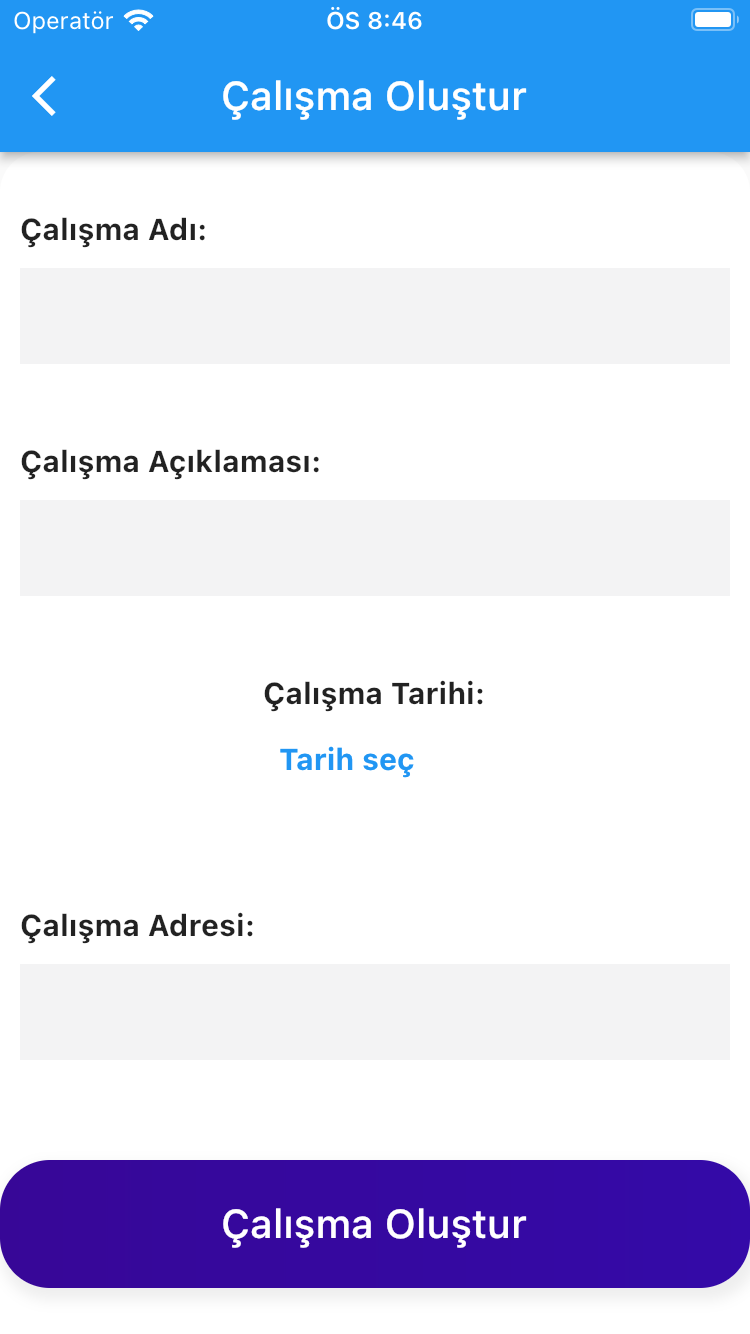 Operatör ÖS 8:46
Çalışma Oluştur
Çalışma Adı:
Çalışma Açıklaması:
Çalışma Tarihi:
Tarih seç
Çalışma Adresi:
Çalışma Oluştur